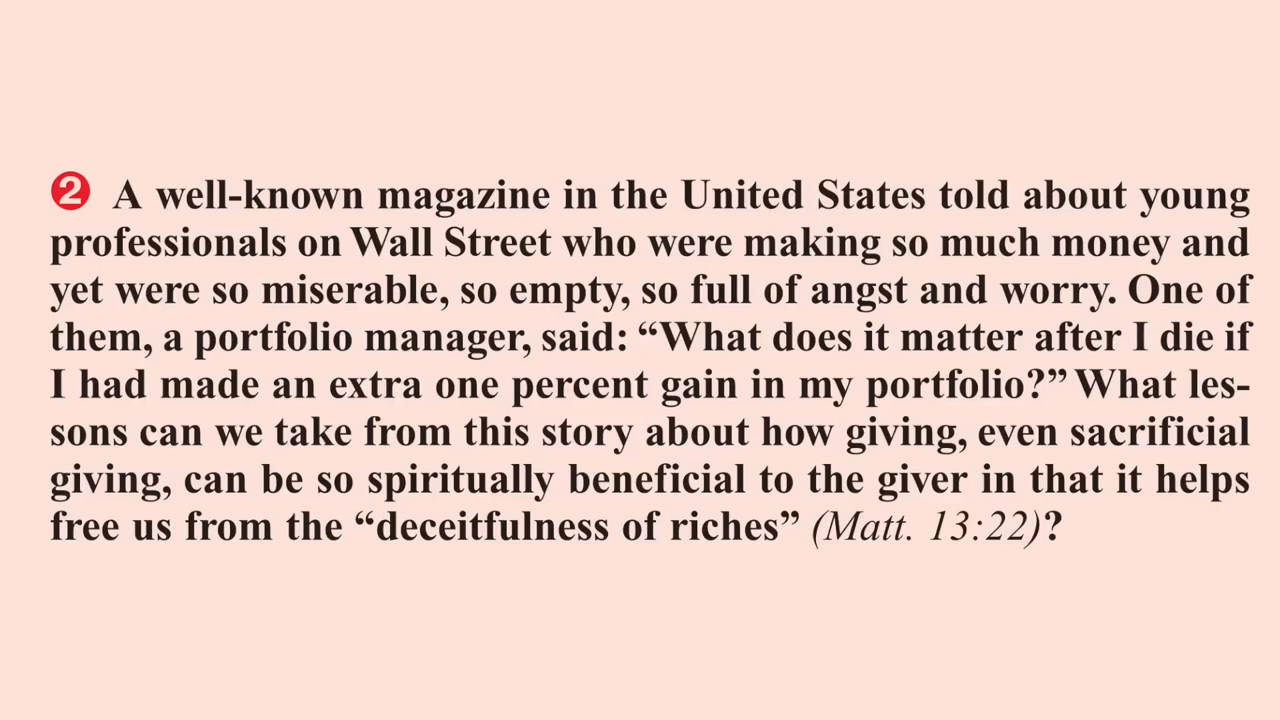 ❷ A well-known magazine in the United States told about young
professionals on Wall Street who were making so much money and
yet were so miserable, so empty, so full of angst and worry. One of
them, a portfolio manager, said: “What does it matter after I die if
I had made an extra one percent gain in my portfolio?” What les-
sons can we take from this story about how giving, even sacrificial
giving, can be so spiritually beneficial to the giver in that it helps
free us from the “deceitfulness of riches” (Matt. 13:22)?